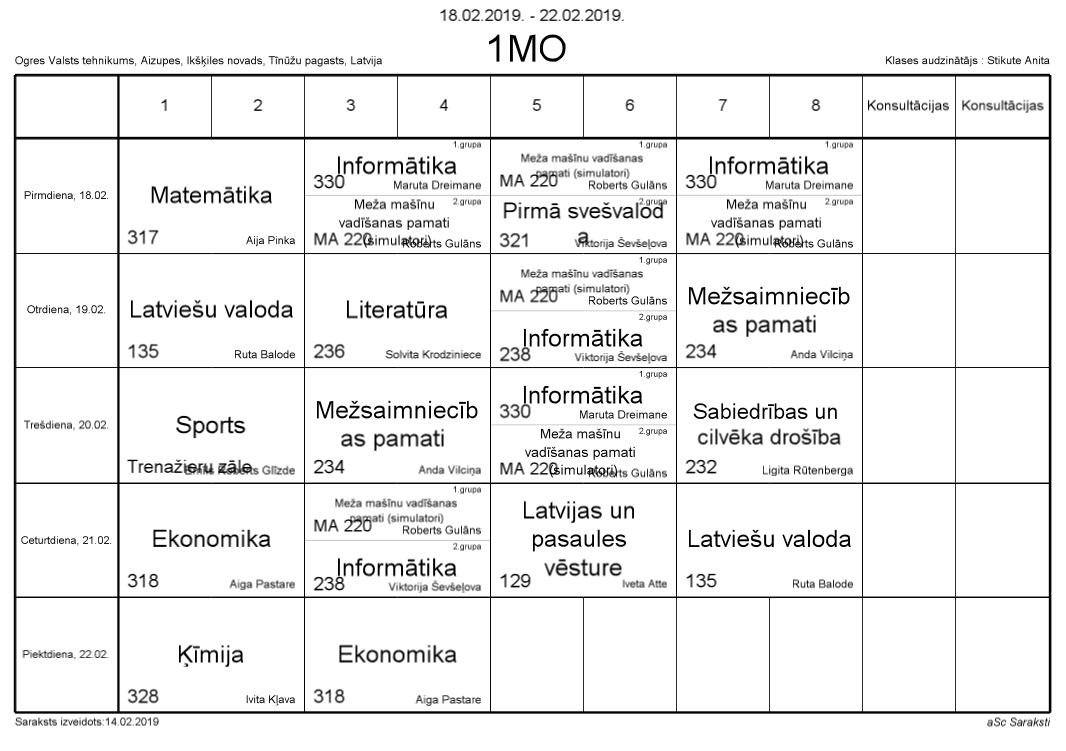 18.02.2019. - 22.02.2019.
1MO
Ogres Valsts tehnikums, Aizupes, Ikšķiles novads, Tīnūžu pagasts, Latvija
Klases audzinātājs : Stikute Anita
1 2 3 4 5 6 7 8 Konsultācijas Konsultācijas
Pirmdiena, 18.02.
Matemātika
317 Aija Pinka
1.grupa
Informātika
330 Maruta Dreimane
2.grupa
Meža mašīnu
vadīšanas pamati
(simulatori)
MA 220 Roberts Gulāns
1.grupa
Meža mašīnu vadīšanas
pamati (simulatori)
MA 220 Roberts Gulāns
2.grupa
Pirmā svešvalod
a
321 Viktorija Ševšeļova
1.grupa
Informātika
330 Maruta Dreimane
2.grupa
Meža mašīnu
vadīšanas pamati
(simulatori)
MA 220 Roberts Gulāns
Otrdiena, 19.02.
Latviešu valoda
135 Ruta Balode
Literatūra
236 Solvita Krodziniece
1.grupa
Meža mašīnu vadīšanas
pamati (simulatori)
MA 220 Roberts Gulāns
2.grupa
Informātika
238 Viktorija Ševšeļova
Mežsaimniecīb
as pamati
234 Anda Vilciņa
Trešdiena, 20.02.
Sports
Trenažieru zāle Emīls Roberts Glīzde
Mežsaimniecīb
as pamati
234 Anda Vilciņa
1.grupa
Informātika
330 Maruta Dreimane
2.grupa
Meža mašīnu
vadīšanas pamati
(simulatori)
MA 220 Roberts Gulāns
Sabiedrības un
cilvēka drošība
232 Ligita Rūtenberga
Ceturtdiena, 21.02.
Ekonomika
318 Aiga Pastare
1.grupa
Meža mašīnu vadīšanas
pamati (simulatori)
MA 220 Roberts Gulāns
2.grupa
Informātika
238 Viktorija Ševšeļova
Latvijas un
pasaules
vēsture
129 Iveta Atte
Latviešu valoda
135 Ruta Balode
Piektdiena, 22.02.
Ķīmija
328 Ivita Kļava
Ekonomika
318 Aiga Pastare
Saraksts izveidots:14.02.2019
aSc Saraksti